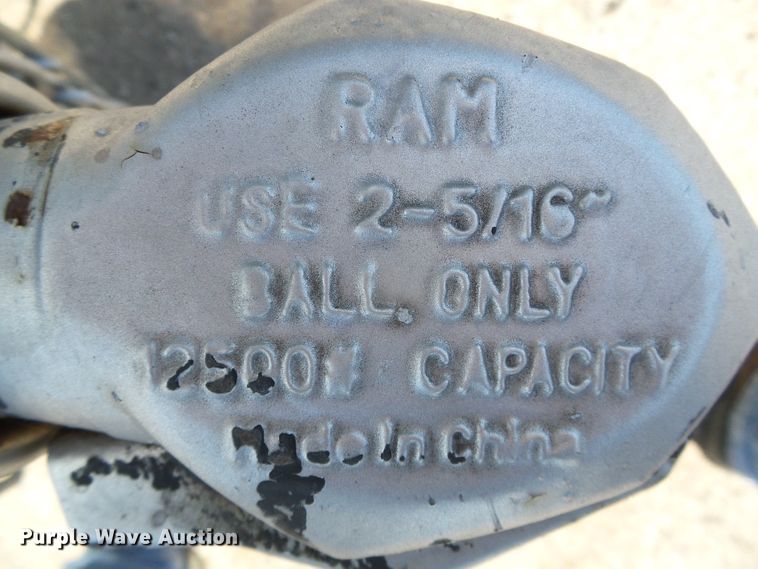 RAM
USE 2-5/16"
BALL ONLY
12500# CAPACITY
Made In China
Purple Wave Auction